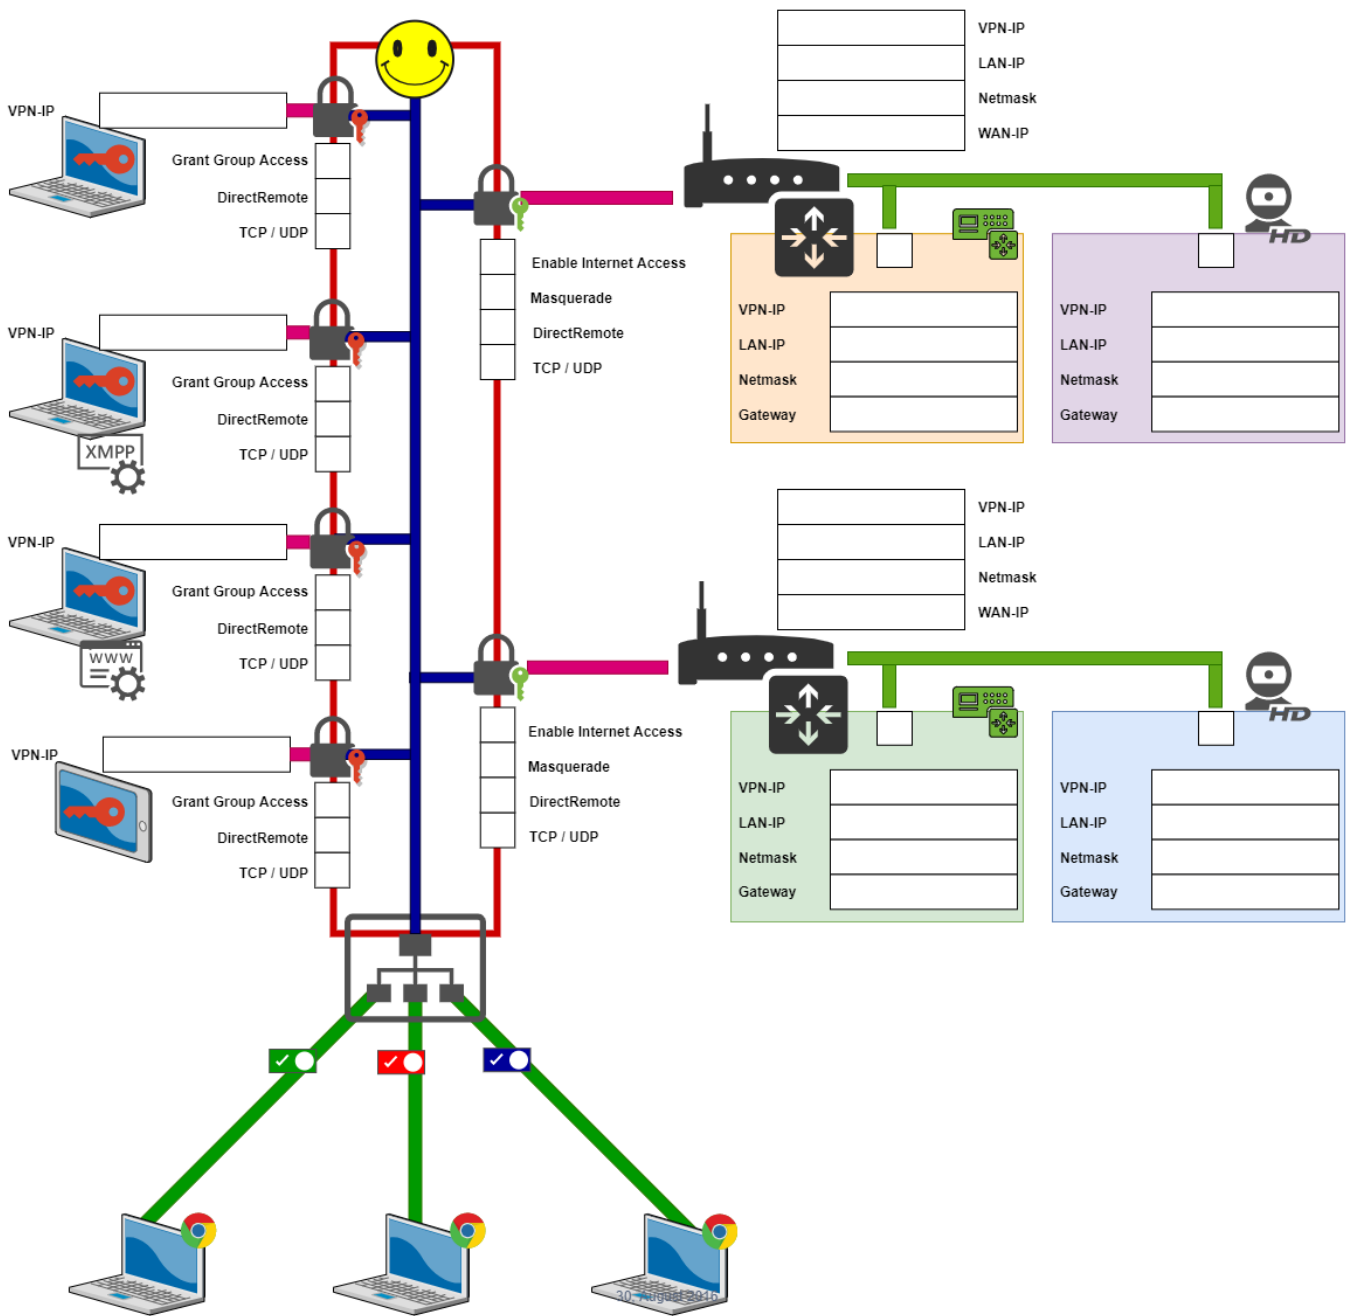 VPN-IP
LAN-IP
Netmask
WAN-IP
VPN-IP
Grant Group Access
DirectRemote
TCP / UDP
Enable Internet Access
Masquerade
DirectRemote
TCP / UDP
HD
VPN-IP
LAN-IP
Netmask
Gateway
VPN-IP
LAN-IP
Netmask
Gateway
VPN-IP
Grant Group Access
DirectRemote
TCP / UDP
XMPP
VPN-IP
LAN-IP
Netmask
WAN-IP
VPN-IP
Grant Group Access
DirectRemote
TCP / UDP
WWW
Enable Internet Access
Masquerade
DirectRemote
TCP / UDP
HD
VPN-IP
LAN-IP
Netmask
Gateway
VPN-IP
LAN-IP
Netmask
Gateway
VPN-IP
Grant Group Access
DirectRemote
TCP / UDP
30. August 2016